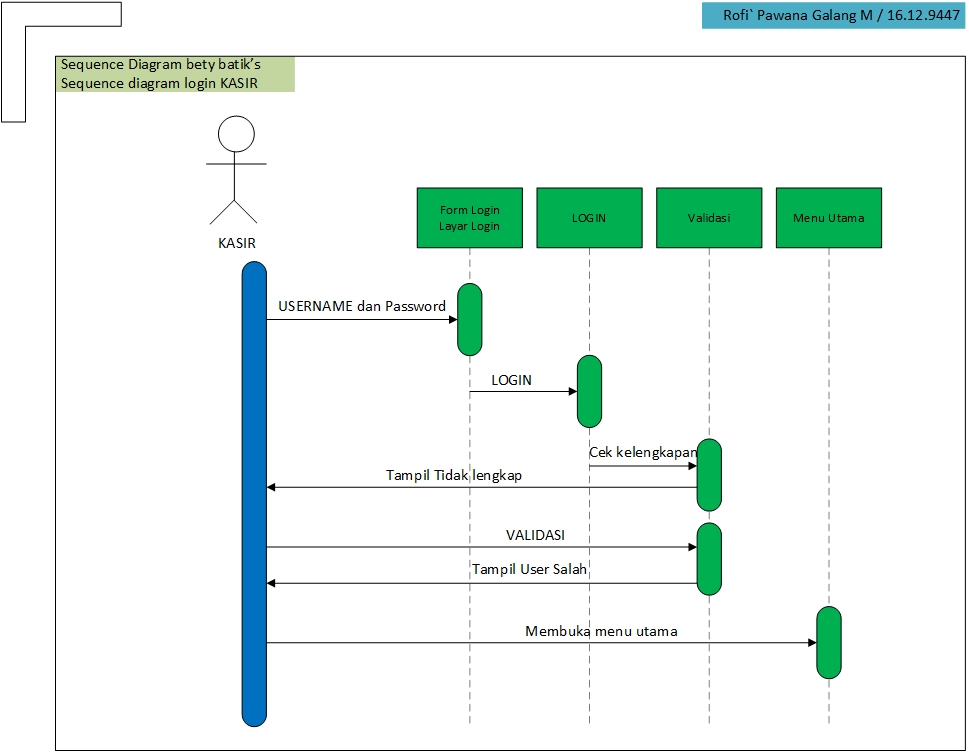 Rofi` Pawana Galang M / 16.12.9447
Sequence Diagram bety batik’s
Sequence diagram login KASIR
KASIR
Form Login
Layar Login
LOGIN
Validasi
Menu Utama
USERNAME dan Password
LOGIN
Cek kelengkapan
Tampil Tidak lengkap
VALIDASI
Tampil User Salah
Membuka menu utama